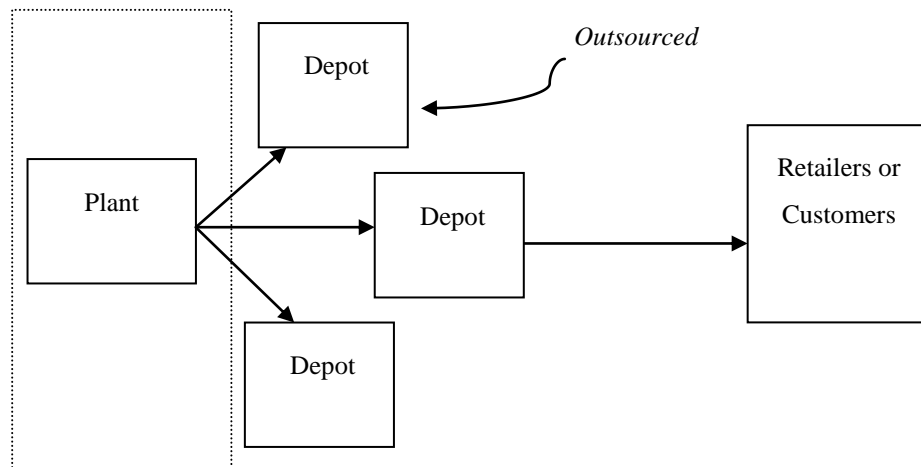 Outsourced
Depot
Plant
Depot
Retailers or
Customers
Depot